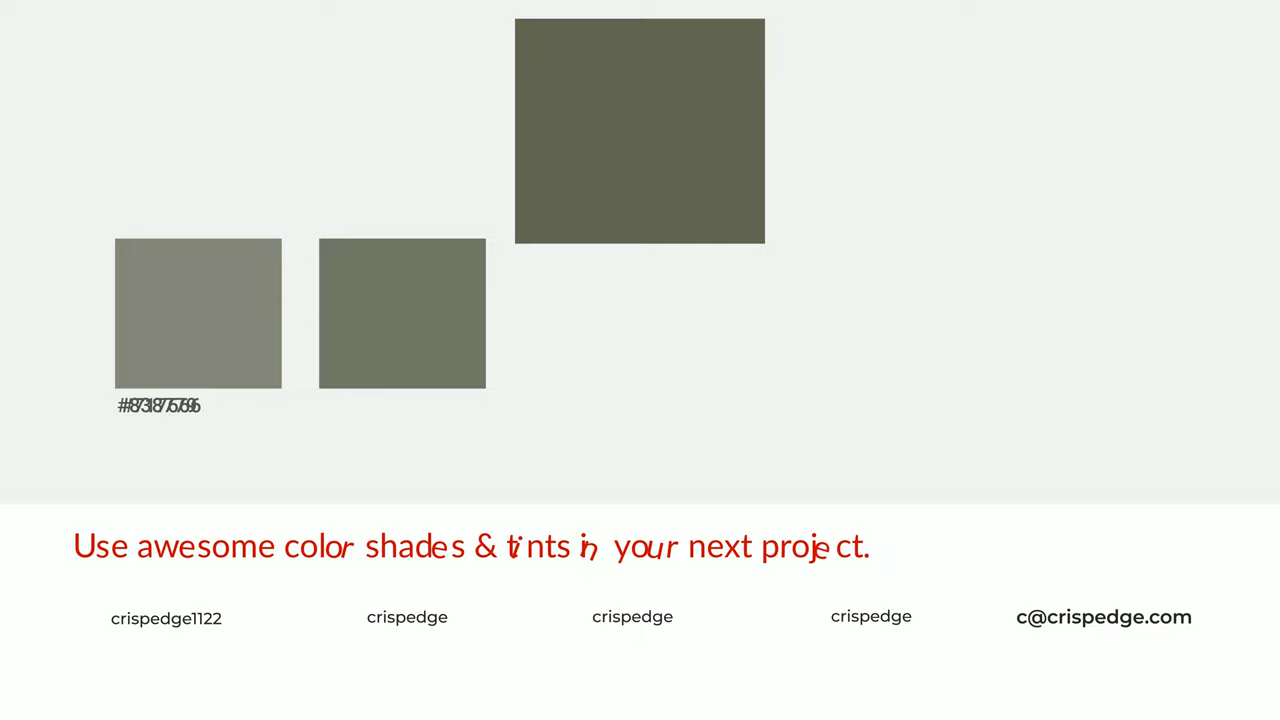 Use awesome color shades & tints in your next project.
crispedge1122 crispedge crispedge crispedge c@crispedge.com